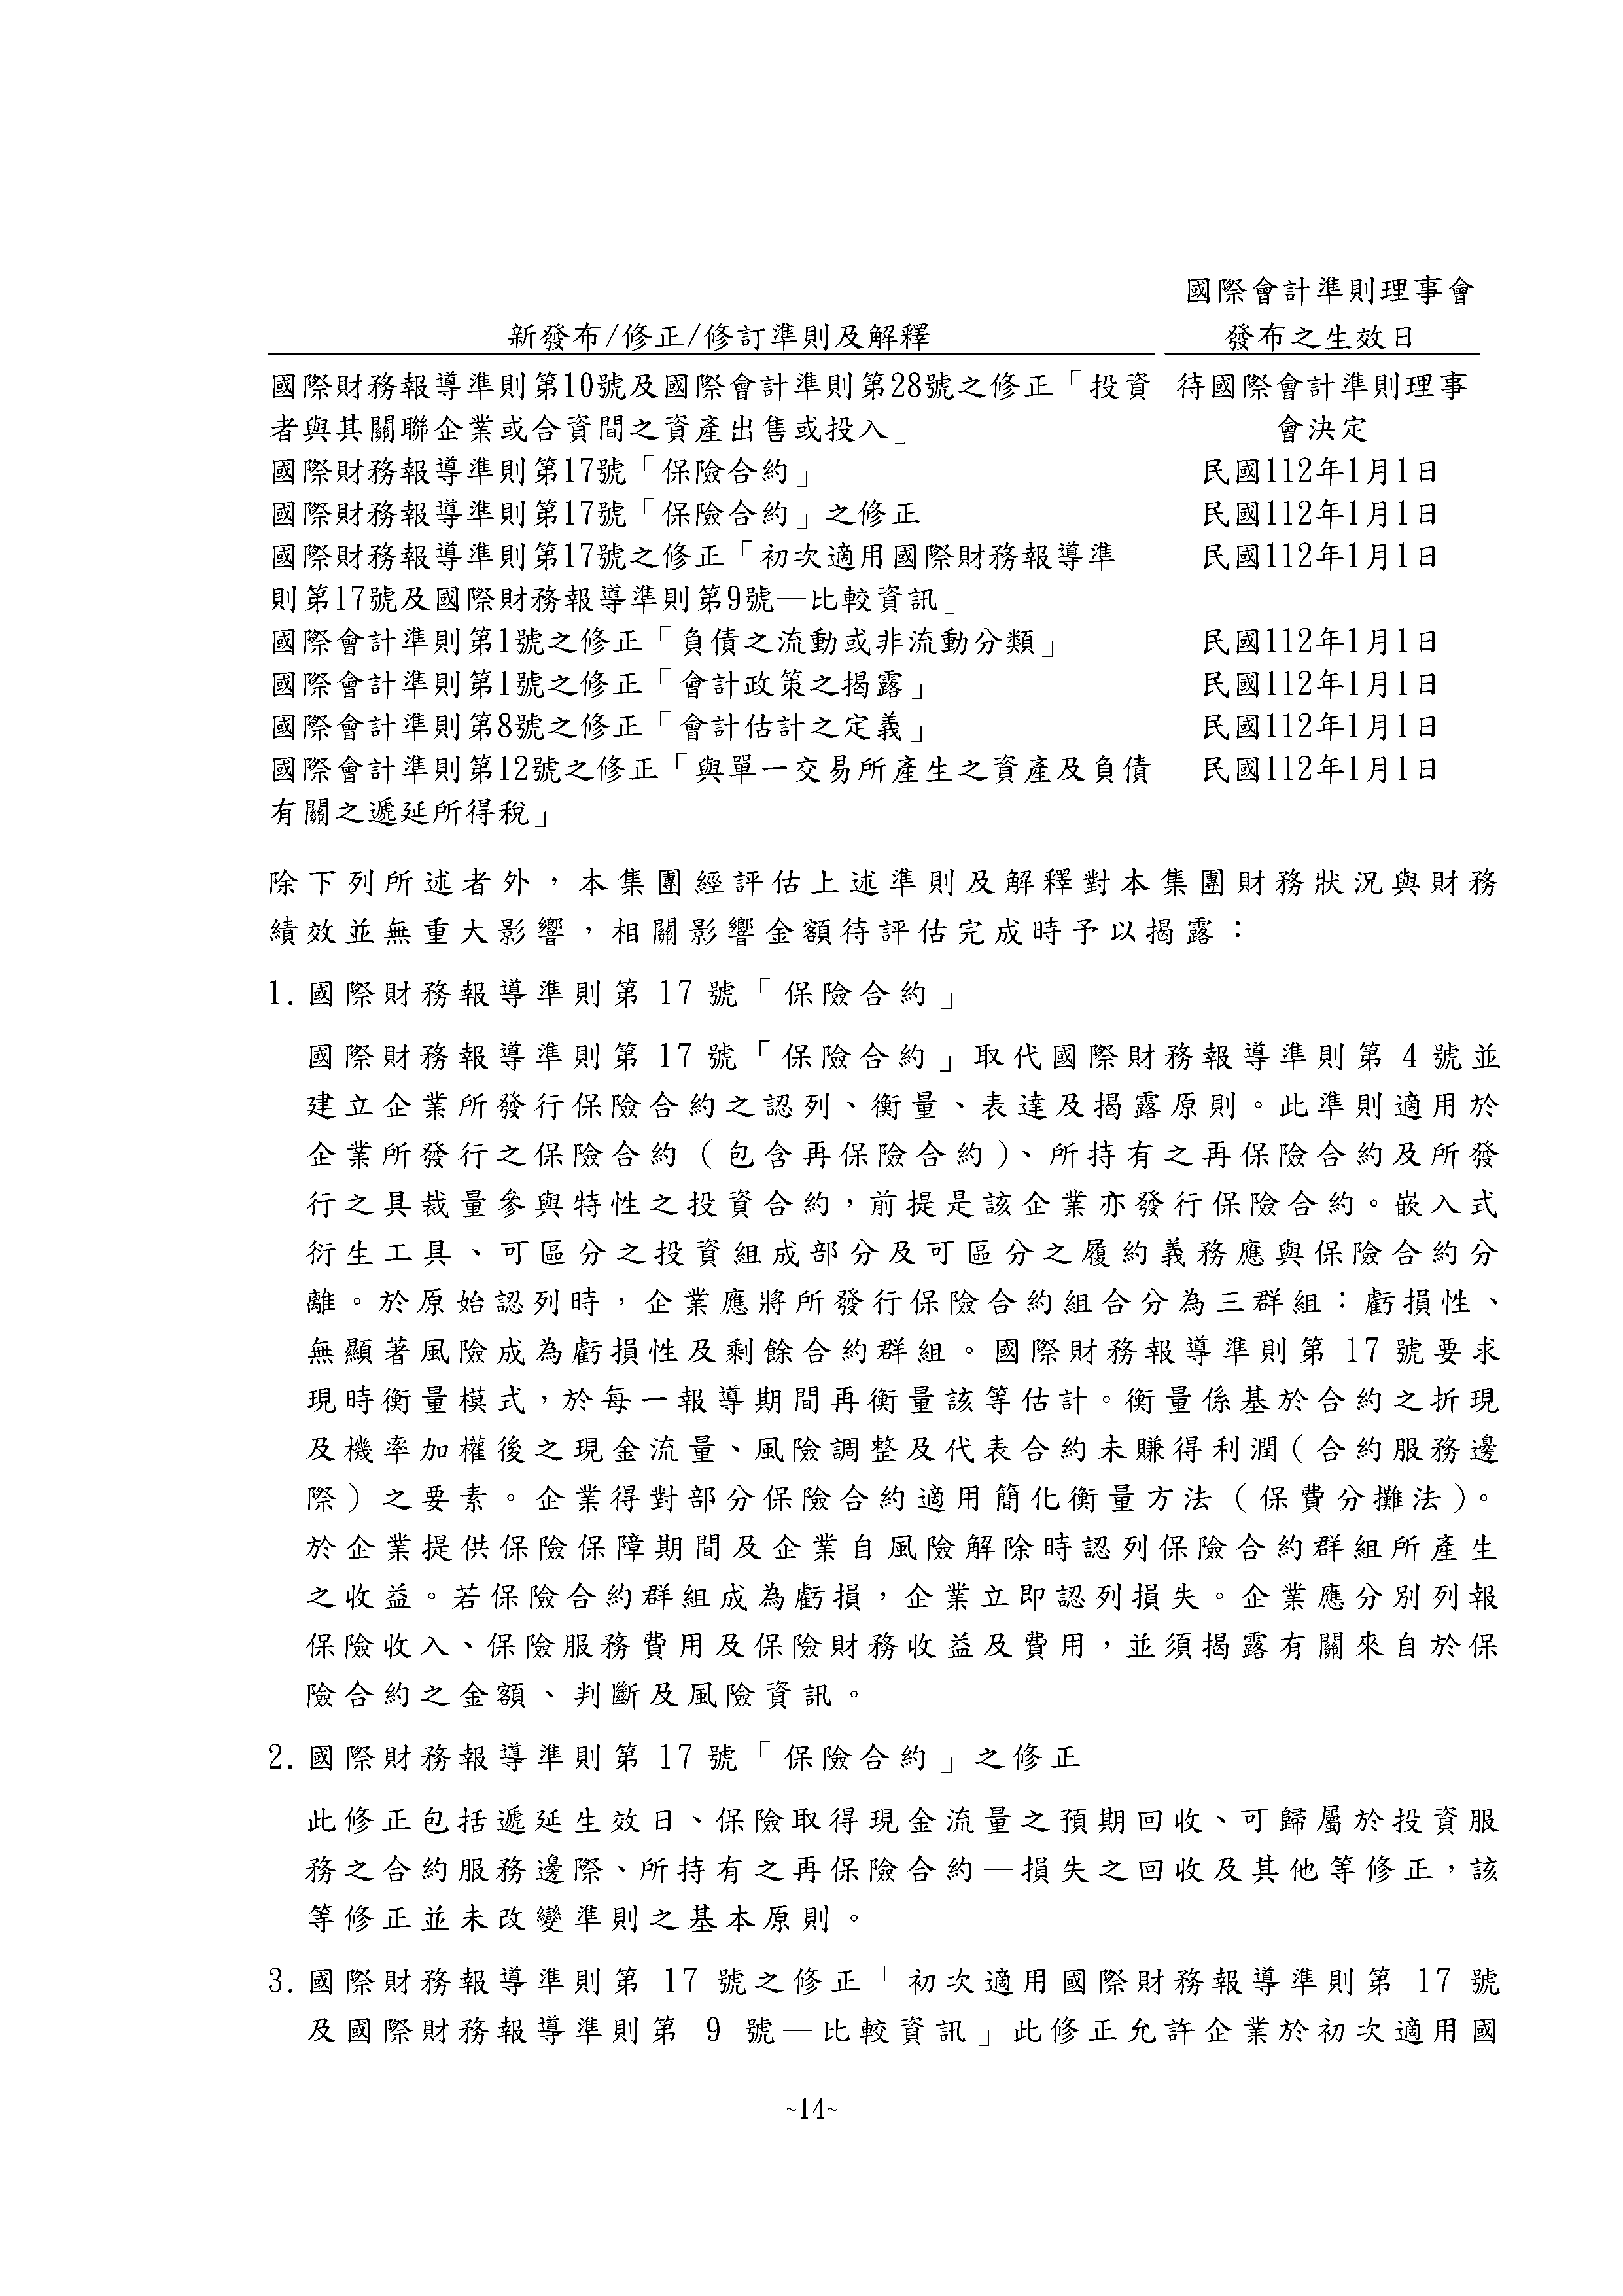 國際會計準則理事會
新發布/修正/修訂準則及解釋 發布之生效日
國際財務報導準則第10號及國際會計準則第28號之修正「投資 待國際會計準則理事
者與其關聯企業或合資間之資產出售或投入」 會決定
國際財務報導準則第17號「保險合約」 民國112年1月1日
國際財務報導準則第17號「保險合約」之修正 民國112年1月1日
國際財務報導準則第17號之修正「初次適用國際財務報導準 民國112年1月1日
則第17號及國際財務報導準則第9號—比較資訊」
國際會計準則第1號之修正「負債之流動或非流動分類」 民國112年1月1日
國際會計準則第1號之修正「會計政策之揭露」 民國112年1月1日
國際會計準則第8號之修正「會計估計之定義」 民國112年1月1日
國際會計準則第12號之修正「與單一交易所產生之資產及負債 民國112年1月1日
有關之遞延所得稅」
除下列所述者外，本集團經評估上述準則及解釋對本集團財務狀況與財務
績效並無重大影響，相關影響金額待評估完成時予以揭露：
1.國際財務報導準則第 17 號「保險合約」
國際財務報導準則第 17 號「保險合約」取代國際財務報導準則第 4 號並
建立企業所發行保險合約之認列、衡量、表達及揭露原則。此準則適用於
企業所發行之保險合約（包含再保險合約）、所持有之再保險合約及所發
行之具裁量參與特性之投資合約，前提是該企業亦發行保險合約。嵌入式
衍生工具、可區分之投資組成部分及可區分之履約義務應與保險合約分
離。於原始認列時，企業應將所發行保險合約組合分為三群組：虧損性、
無顯著風險成為虧損性及剩餘合約群組。國際財務報導準則第 17 號要求
現時衡量模式，於每一報導期間再衡量該等估計。衡量係基於合約之折現
及機率加權後之現金流量、風險調整及代表合約未賺得利潤（合約服務邊
際）之要素。企業得對部分保險合約適用簡化衡量方法（保費分攤法）。
於企業提供保險保障期間及企業自風險解除時認列保險合約群組所產生
之收益。若保險合約群組成為虧損，企業立即認列損失。企業應分別列報
保險收入、保險服務費用及保險財務收益及費用，並須揭露有關來自於保
險合約之金額、判斷及風險資訊。
2.國際財務報導準則第 17 號「保險合約」之修正
此修正包括遞延生效日、保險取得現金流量之預期回收、可歸屬於投資服
務之合約服務邊際、所持有之再保險合約—損失之回收及其他等修正，該
等修正並未改變準則之基本原則。
3.國際財務報導準則第 17 號之修正「初次適用國際財務報導準則第 17 號
及國際財務報導準則第 9 號—比較資訊」此修正允許企業於初次適用國
~14~